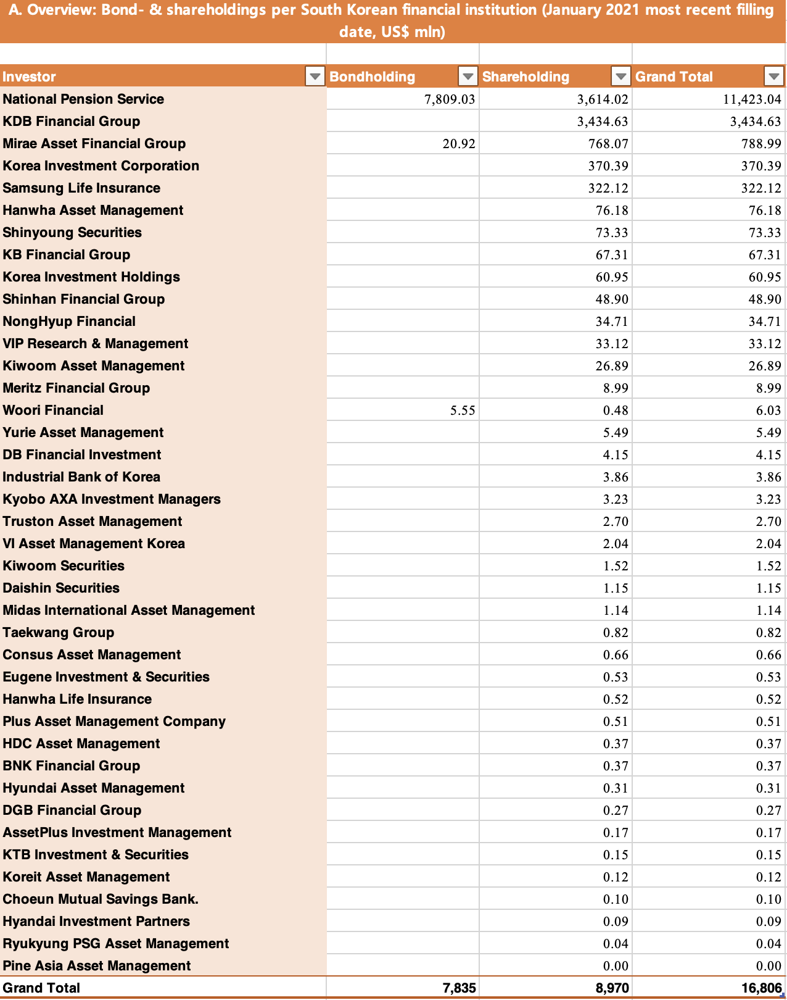 A. Overview: Bond- & shareholdings per South Korean financial institution (January 2021 most recent filling
date, US$ mln)
Investor Bondholding Shareholding Grand Total
National Pension Service 7,809.03 3,614.02 11,423.04
KDB Financial Group 3,434.63 3,434.63
Mirae Asset Financial Group 20.92 768.07 788.99
Korea Investment Corporation 370.39 370.39
Samsung Life Insurance 322.12 322.12
Hanwha Asset Management 76.18 76.18
Shinyoung Securities 73.33 73.33
KB Financial Group 67.31 67.31
Korea Investment Holdings 60.95 60.95
Shinhan Financial Group 48.90 48.90
NongHyup Financial 34.71 34.71
VIP Research & Management 33.12 33.12
Kiwoom Asset Management 26.89 26.89
Meritz Financial Group 8.99 8.99
Woori Financial 5.55 0.48 6.03
Yurie Asset Management 5.49 5.49
DB Financial Investment 4.15 4.15
Industrial Bank of Korea 3.86 3.86
Kyobo AXA Investment Managers 3.23 3.23
Truston Asset Management 2.70 2.70
VI Asset Management Korea 2.04 2.04
Kiwoom Securities 1.52 1.52
Daishin Securities 1.15 1.15
Midas International Asset Management 1.14 1.14
Taekwang Group 0.82 0.82
Consus Asset Management 0.66 0.66
Eugene Investment & Securities 0.53 0.53
Hanwha Life Insurance 0.52 0.52
Plus Asset Management Company 0.51 0.51
HDC Asset Management 0.37 0.37
BNK Financial Group 0.37 0.37
Hyundai Asset Management 0.31 0.31
DGB Financial Group 0.27 0.27
AssetPlus Investment Management 0.17 0.17
KTB Investment & Securities 0.15 0.15
Koreit Asset Management 0.12 0.12
Choeun Mutual Savings Bank. 0.10 0.10
Hyandai Investment Partners 0.09 0.09
Ryukyung PSG Asset Management 0.04 0.04
Pine Asia Asset Management 0.00 0.00
Grand Total 7,835 8,970 16,806